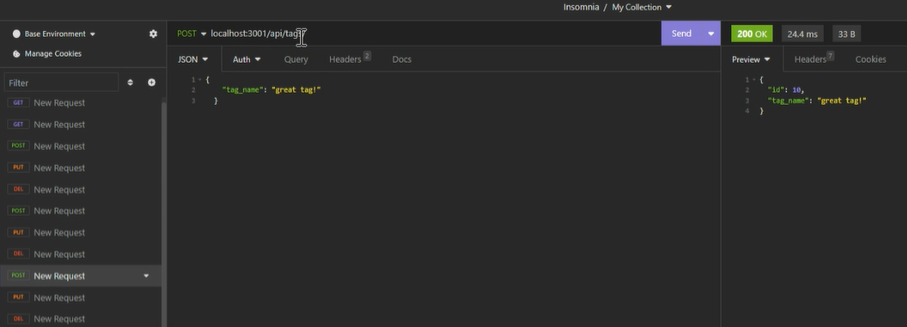 Insomnia / My Collection
Base Environment
Manage Cookies
Filter
GET New Request
GET New Request
POST New Request
PUT New Request
DEL New Request
POST New Request
PUT New Request
DEL New Request
POST New Request
PUT New Request
DEL New Request
POST localhost:3001/api/tags
Send
JSON Auth Query Headers 2 Docs
1 {
2 "tag_name": "great tag!"
3 }
200 OK 24.4 ms 33 B
Preview Headers 7 Cookies
1 {
2 "id": 10,
3 "tag_name": "great tag!"
4 }